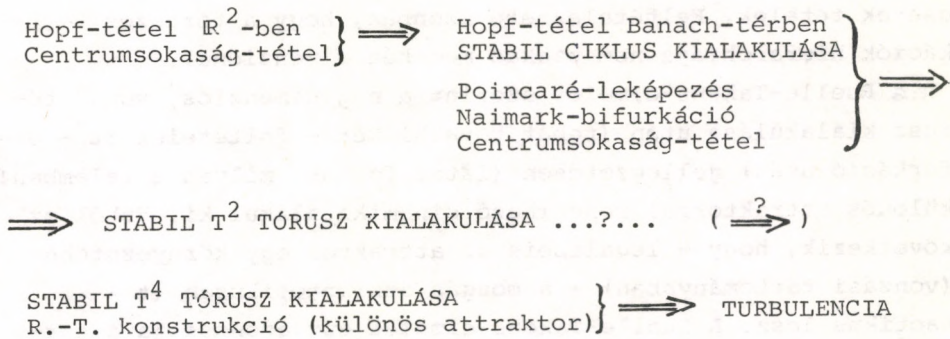 Hopf-tétel ℝ²-ben
Centrumsokaság-tétel} ⟹
Hopf-tétel Banach-térben
STABIL CIKLUS KIALAKULÁSA
Poincaré-leképezés
Naimark-bifurkáció
Centrumsokaság-tétel} ⟹
⟹ STABIL T² TÓRUSZ KIALAKULÁSA ...?... (⟹?)
STABIL T⁴ TÓRUSZ KIALAKULÁSA
R.-T. konstrukció (különös attraktor)} ⟹ TURBULENCIA